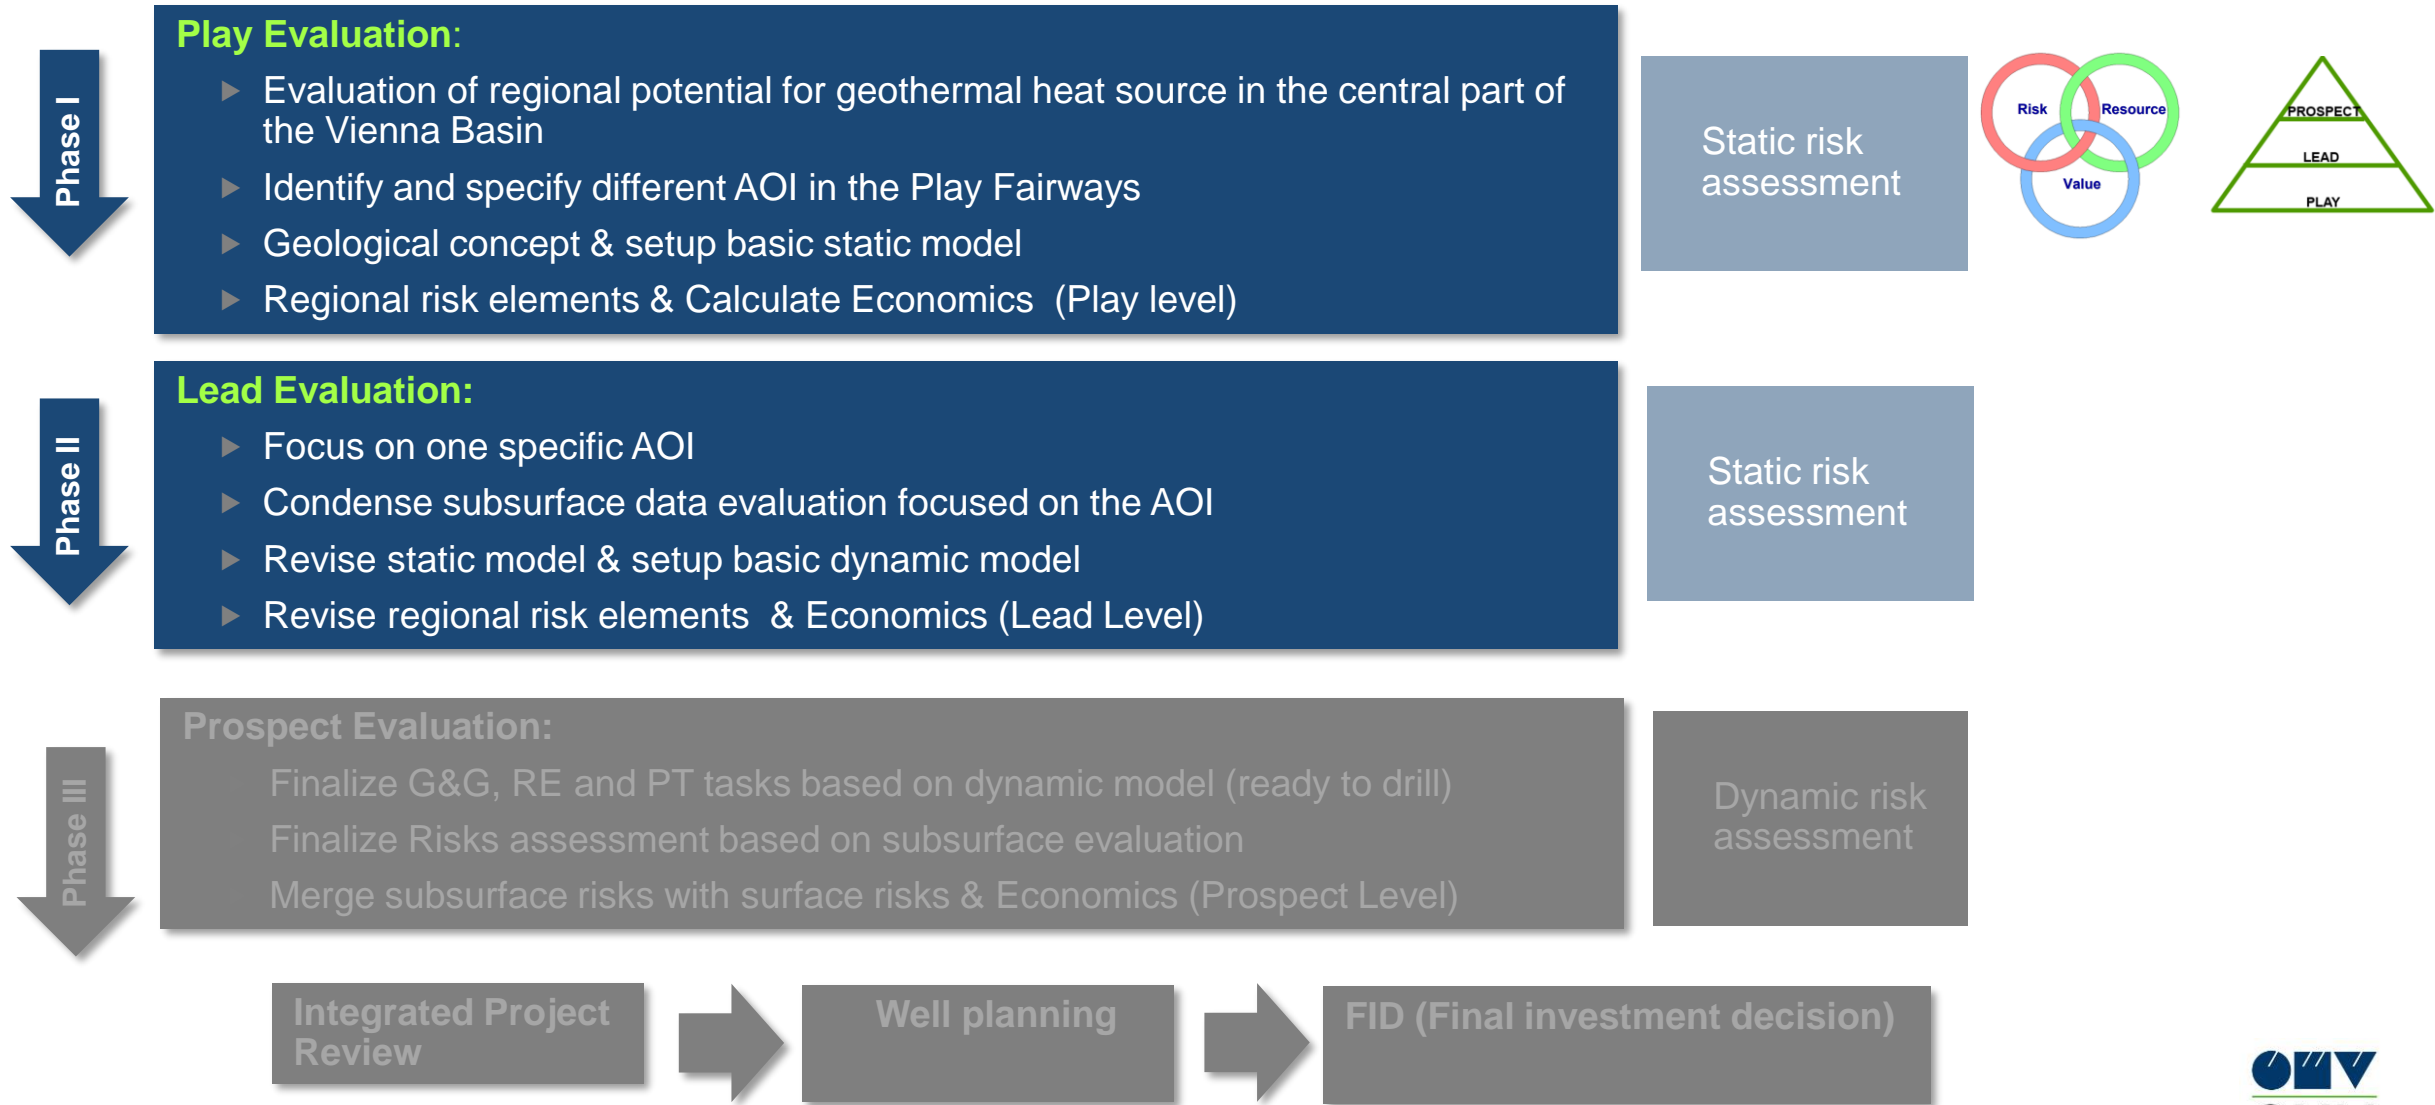 Phase I
Play Evaluation:
Evaluation of regional potential for geothermal heat source in the central part of
the Vienna Basin
Identify and specify different AOI in the Play Fairways
Geological concept & setup basic static model
Regional risk elements & Calculate Economics (Play level)
Static risk
assessment
Risk
Resource
Value
PROSPECT
LEAD
PLAY
Phase II
Lead Evaluation:
Focus on one specific AOI
Condense subsurface data evaluation focused on the AOI
Revise static model & setup basic dynamic model
Revise regional risk elements & Economics (Lead Level)
Static risk
assessment
Phase III
Prospect Evaluation:
Finalize G&G, RE and PT tasks based on dynamic model (ready to drill)
Finalize Risks assessment based on subsurface evaluation
Merge subsurface risks with surface risks & Economics (Prospect Level)
Dynamic risk
assessment
Integrated Project
Review
Well planning
FID (Final investment decision)
OMV